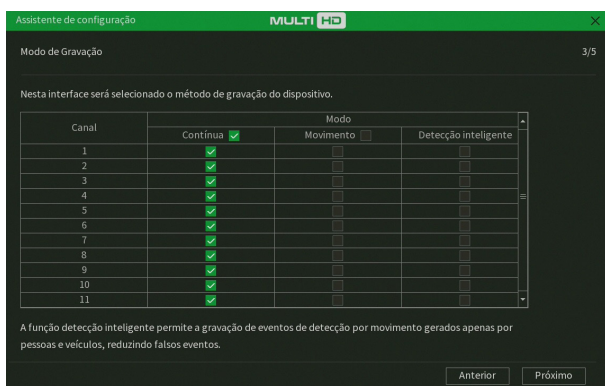 Assistente de configuração MULTI HD
Modo de Gravação 3/5
Nesta interface será selecionado o método de gravação do dispositivo.
Canal Modo
Contínua Movimento Detecção inteligente
1
2
3
4
5
6
7
8
9
10
11
A função detecção inteligente permite a gravação de eventos de detecção por movimento gerados apenas por
pessoas e veículos, reduzindo falsos eventos.
Anterior Próximo